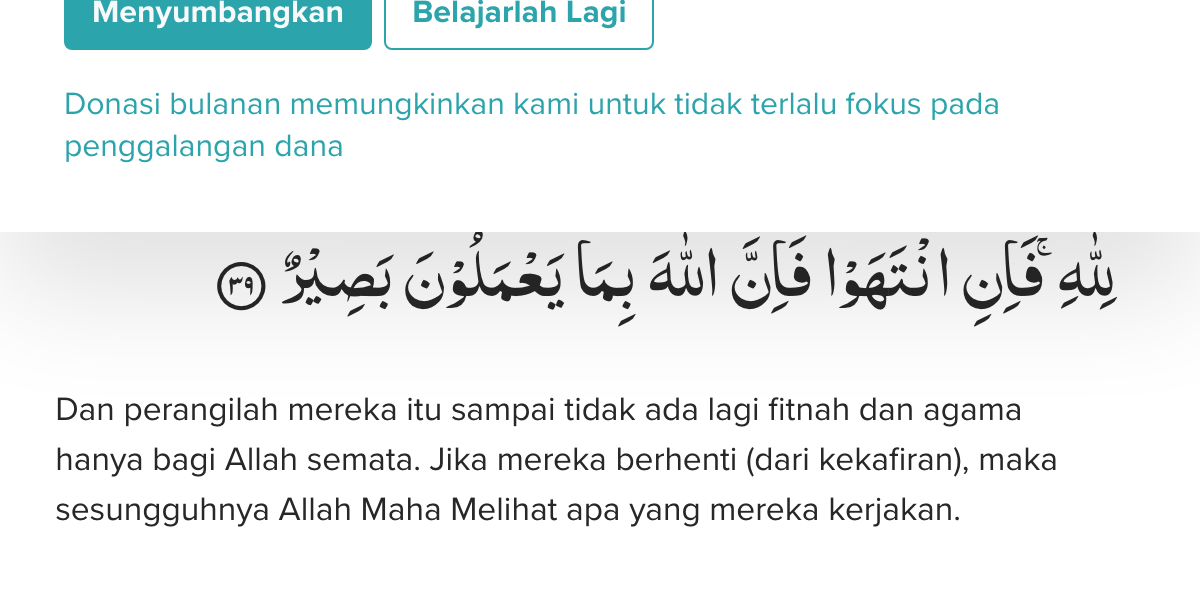 Menyumbangkan
Belajarlah Lagi
Donasi bulanan memungkinkan kami untuk tidak terlalu fokus pada
penggalangan dana
لِلّٰهِۚ فَاِنِ انْتَهَوْا فَاِنَّ اللّٰهَ بِمَا يَعْمَلُوْنَ بَصِيْرٌ ٣٩
Dan perangilah mereka itu sampai tidak ada lagi fitnah dan agama
hanya bagi Allah semata. Jika mereka berhenti (dari kekafiran), maka
sesungguhnya Allah Maha Melihat apa yang mereka kerjakan.